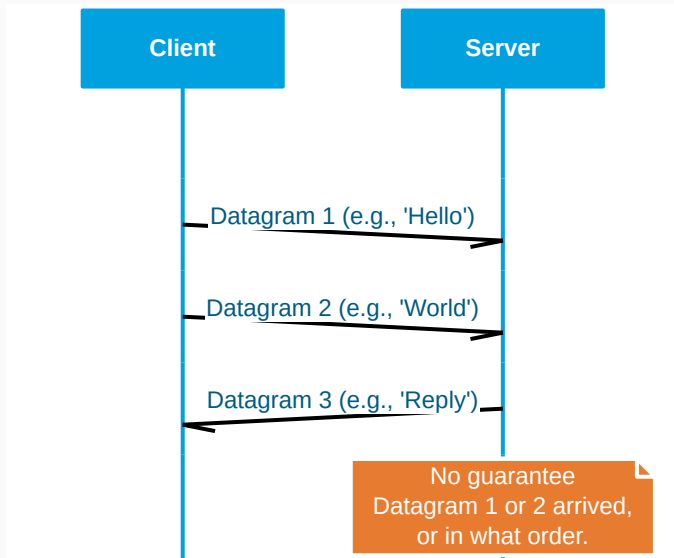 Client
Server
Datagram 1 (e.g., 'Hello')
Datagram 2 (e.g., 'World')
Datagram 3 (e.g., 'Reply')
No guarantee
Datagram 1 or 2 arrived,
or in what order.